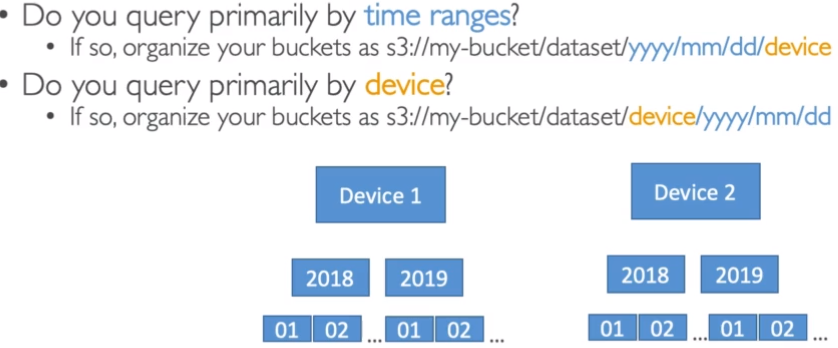 • Do you query primarily by time ranges?
• If so, organize your buckets as s3://my-bucket/dataset/yyyy/mm/dd/device
• Do you query primarily by device?
• If so, organize your buckets as s3://my-bucket/dataset/device/yyyy/mm/dd
Device 1 Device 2
2018 2019 2018 2019
01 02 ... 01 02 ... 01 02 ... 01 02 ...